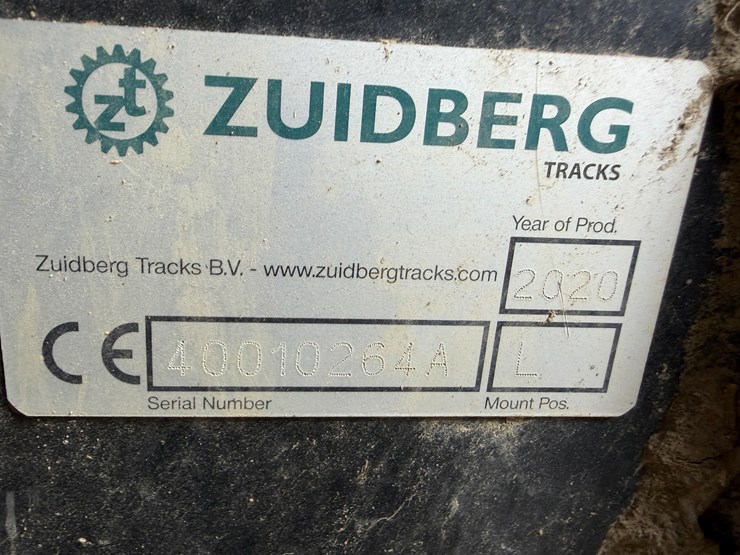 zt ZUIDBERG
TRACKS
Year of Prod.
Zuidberg Tracks B.V. - www.zuidbergtracks.com 2020
CE 40010264A L
Serial Number Mount Pos.